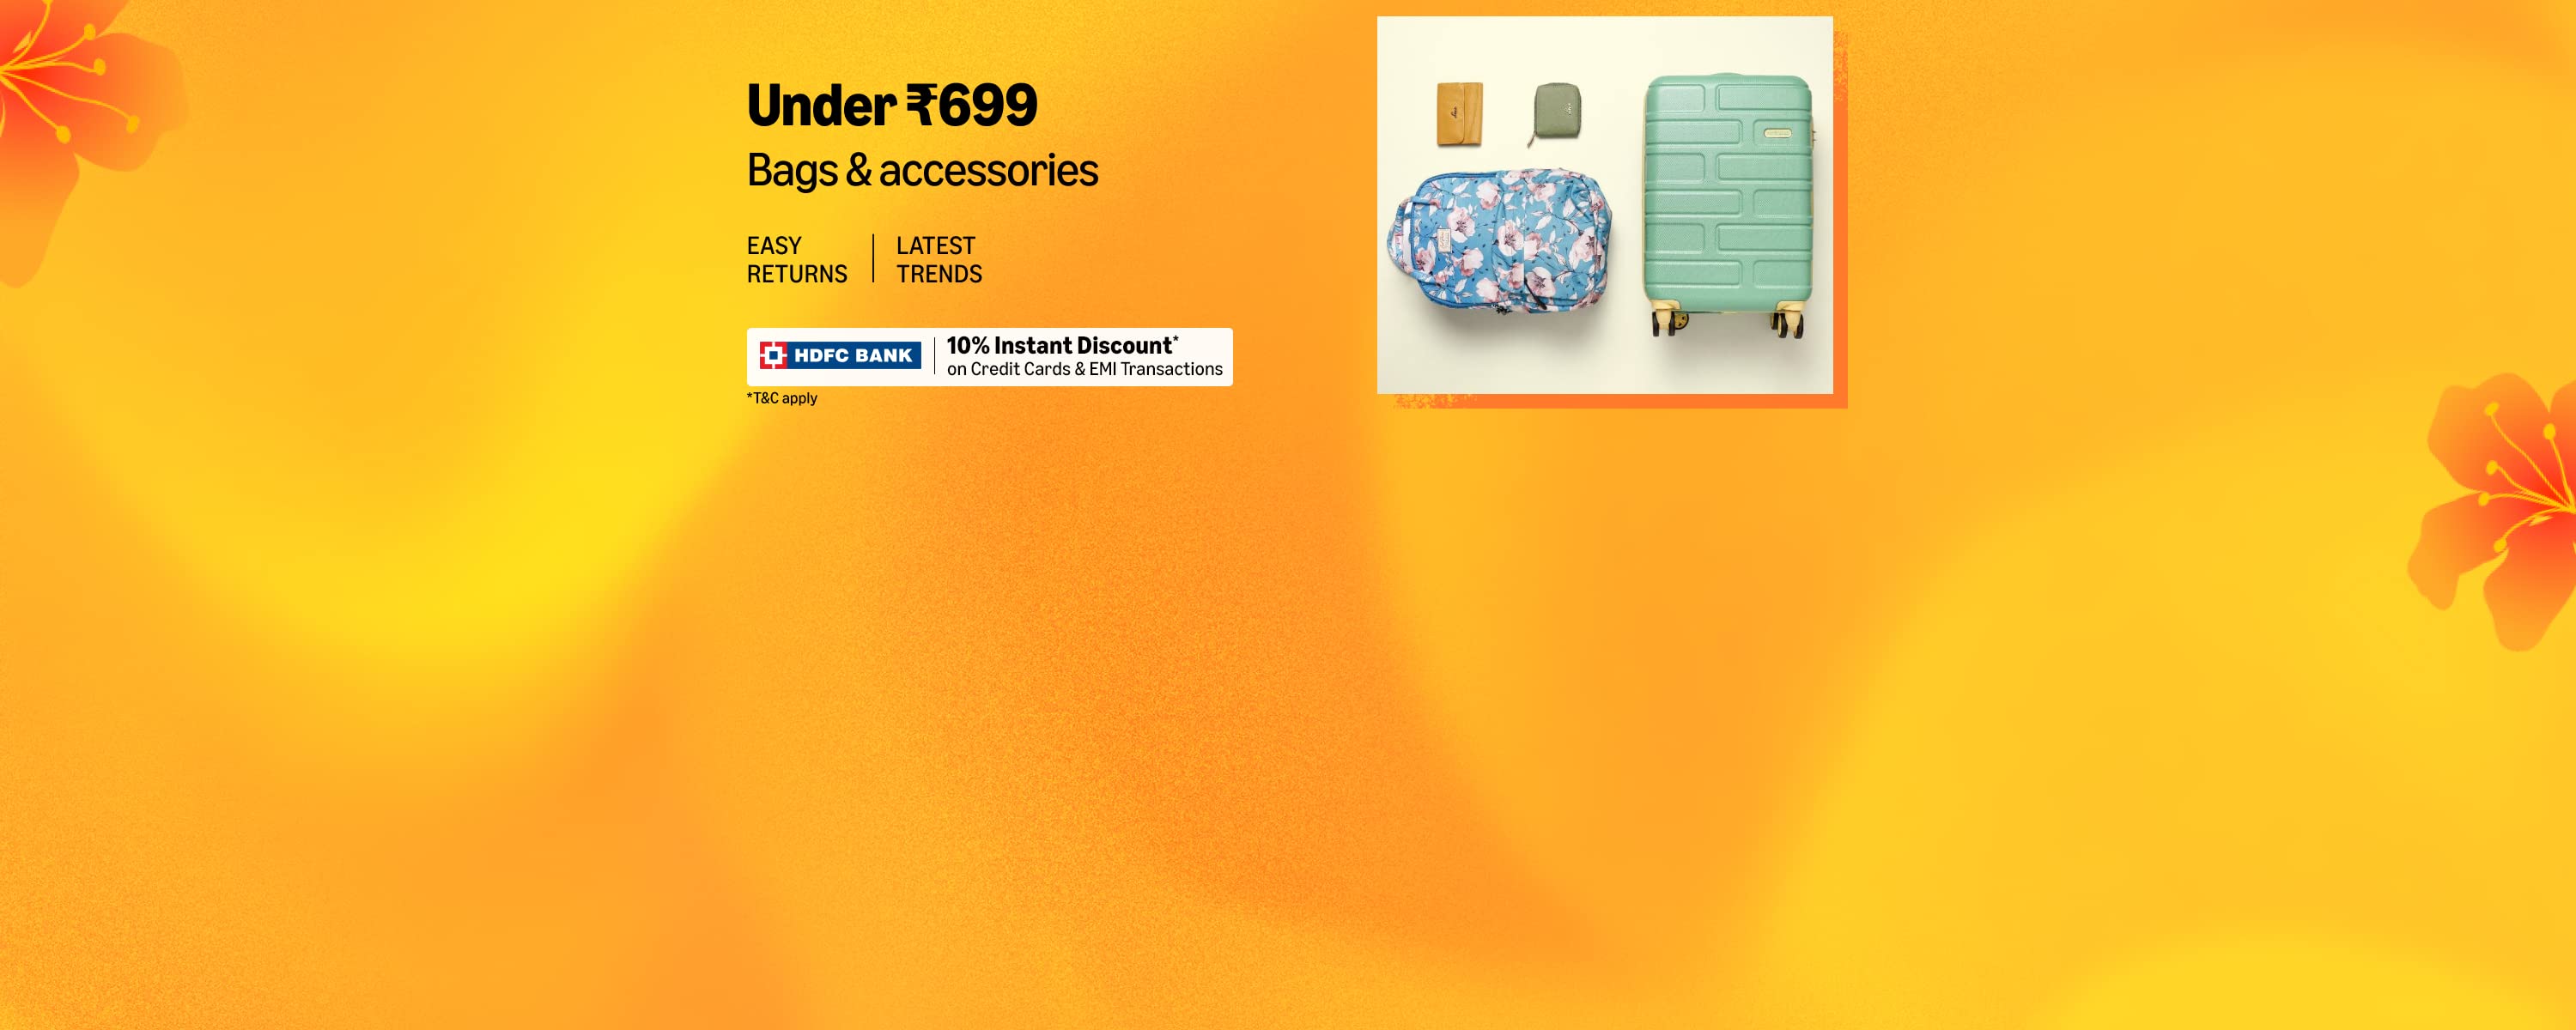 Under ₹699
Bags & accessories
EASY
RETURNS
LATEST
TRENDS
HDFC BANK
10% Instant Discount*
on Credit Cards & EMI Transactions
*T&C apply